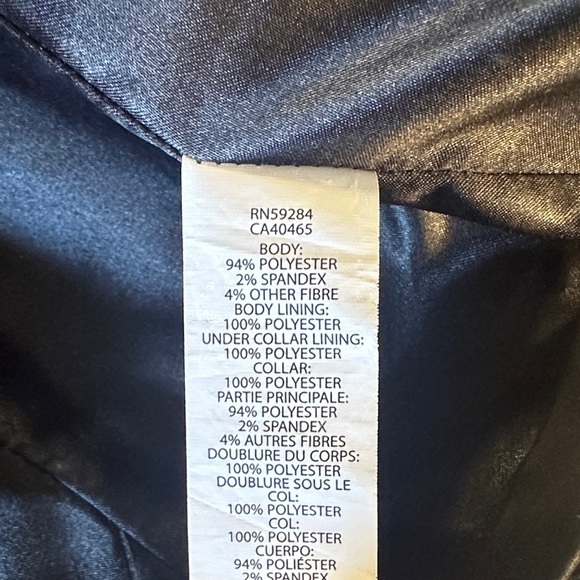 RN59284
CA40465
BODY:
94% POLYESTER
2% SPANDEX
4% OTHER FIBRE
BODY LINING:
100% POLYESTER
UNDER COLLAR LINING:
100% POLYESTER
COLLAR:
100% POLYESTER
PARTIE PRINCIPALE:
94% POLYESTER
2% SPANDEX
4% AUTRES FIBRES
DOUBLURE DU CORPS:
100% POLYESTER
DOUBLURE SOUS LE
COL:
100% POLYESTER
COL:
100% POLYESTER
CUERPO:
94% POLIÉSTER
2% SPANDEX